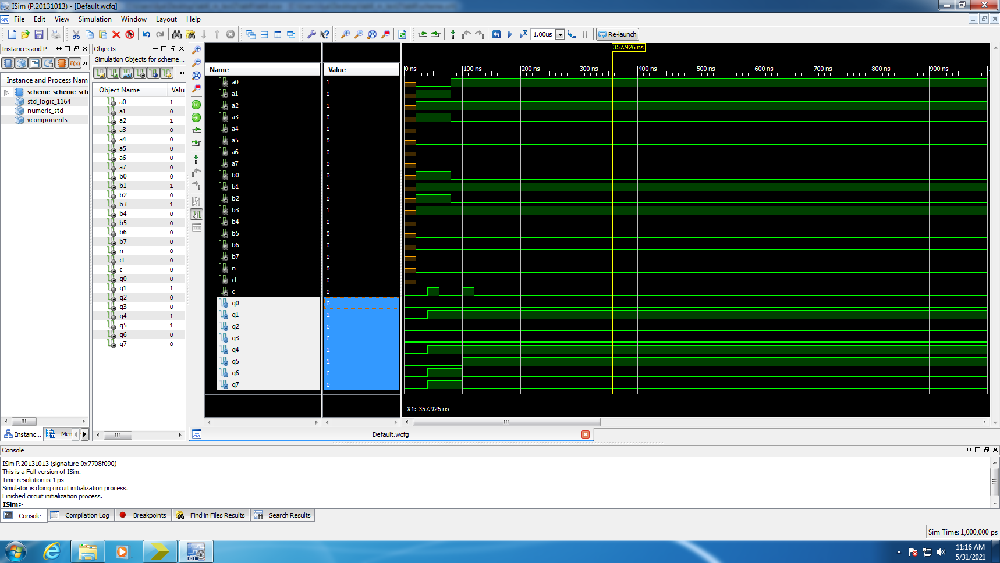 ISim (P.20131013) - [Default.wcfg]
File Edit View Simulation Window Layout Help
1.00us
Re-launch
Instances and P...
Instance and Process Nam
scheme_scheme_sch
std_logic_1164
numeric_std
vcomponents
Instanc...
Mer
Objects
Simulation Objects for scheme...
Object Name Valu
a0 1
a1 0
a2 1
a3 0
a4 0
a5 0
a6 0
a7 0
b0 0
b1 1
b2 0
b3 1
b4 0
b5 0
b6 0
b7 0
n 0
cl 0
c 0
q0 0
q1 1
q2 0
q3 0
q4 1
q5 1
q6 0
q7 0
Name Value
a0 1
a1 0
a2 1
a3 0
a4 0
a5 0
a6 0
a7 0
b0 0
b1 1
b2 0
b3 1
b4 0
b5 0
b6 0
b7 0
n 0
cl 0
c 0
q0 0
q1 1
q2 0
q3 0
q4 1
q5 1
q6 0
q7 0
357.926 ns
0 ns 100 ns 200 ns 300 ns 400 ns 500 ns 600 ns 700 ns 800 ns 900 ns
X1: 357.926 ns
Default.wcfg
Console
ISim P.20131013 (signature 0x7708f090)
This is a Full version of ISim.
Time resolution is 1 ps
Simulator is doing circuit initialization process.
Finished circuit initialization process.
ISim>
Console Compilation Log Breakpoints Find in Files Results Search Results
Sim Time: 1,000,000 ps
ISim
11:16 AM
5/31/2021